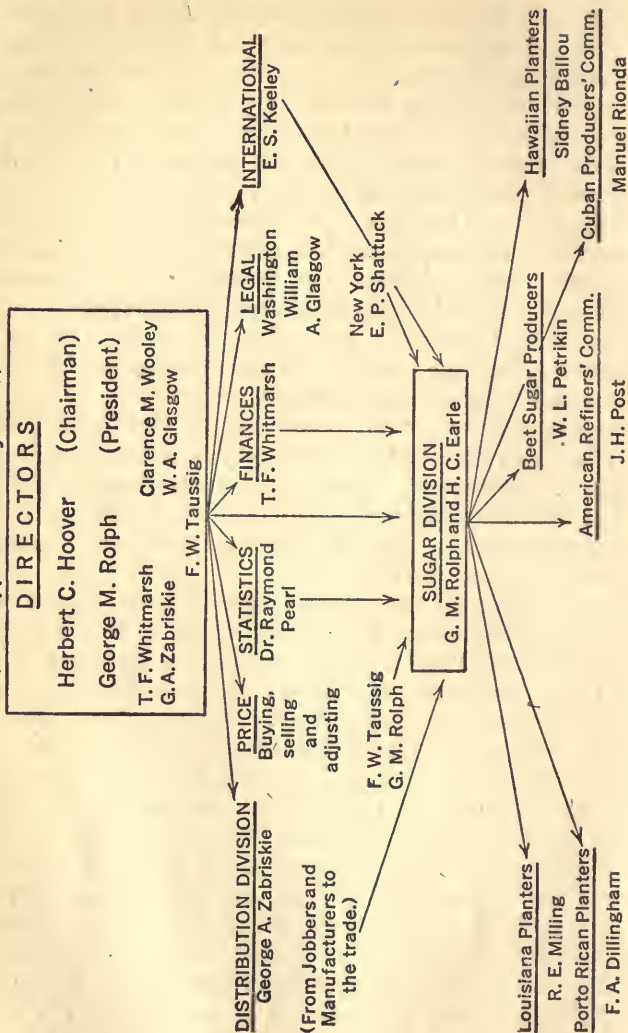 DIRECTORS
Herbert C. Hoover (Chairman)
George M. Rolph (President)
T. F. Whitmarsh Clarence M. Wooley
G. A. Zabriskie W. A. Glasgow
F. W. Taussig
DISTRIBUTION DIVISION
George A. Zabriskie
(From Jobbers and
Manufacturers to
the trade.)
PRICE
Buying,
selling
and
adjusting
F. W. Taussig
G. M. Rolph
STATISTICS
Dr. Raymond
Pearl
FINANCES
T. F. Whitmarsh
LEGAL
Washington
William
A. Glasgow
New York
E. P. Shattuck
INTERNATIONAL
E. S. Keeley
SUGAR DIVISION
G. M. Rolph and H. C. Earle
Louisiana Planters
R. E. Milling
Porto Rican Planters
F. A. Dillingham
Beet Sugar Producers
W. L. Petrikin
American Refiners' Comm.
J. H. Post
Hawaiian Planters
Sidney Ballou
Cuban Producers' Comm.
Manuel Rionda